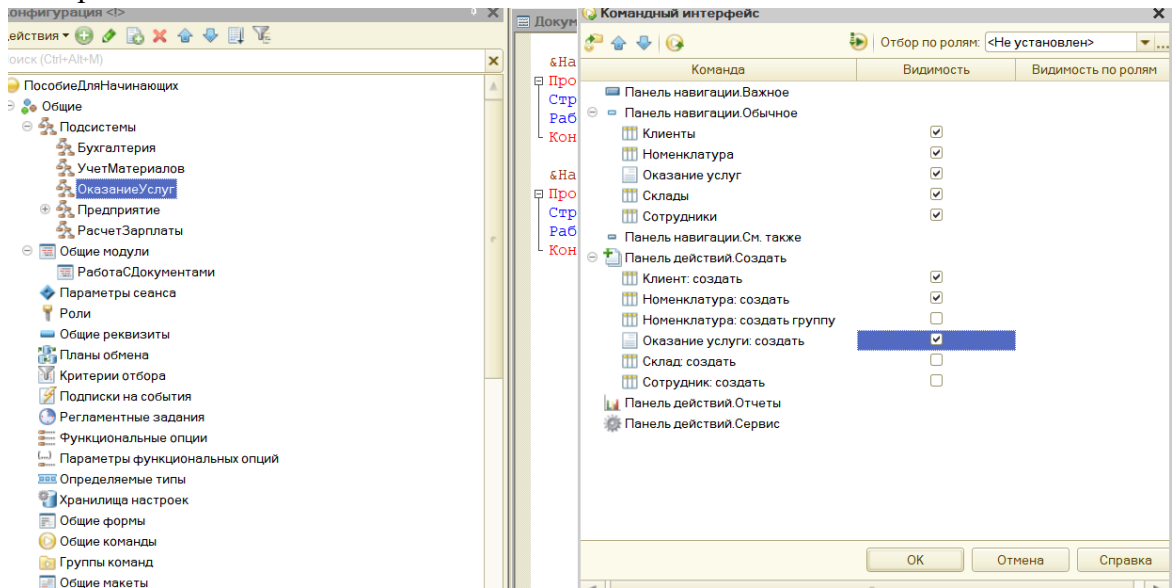 Конфигурация <!>
Действия
Поиск (Ctrl+Alt+M)
ПособиеДляНачинающих
Общие
Подсистемы
Бухгалтерия
УчетМатериалов
ОказаниеУслуг
Предприятие
РасчетЗарплаты
Общие модули
РаботаСДокументами
Параметры сеанса
Роли
Общие реквизиты
Планы обмена
Критерии отбора
Подписки на события
Регламентные задания
Функциональные опции
Параметры функциональных опций
Определяемые типы
Хранилища настроек
Общие формы
Общие команды
Группы команд
Общие макеты
Докум
&На
Про
Стр
Раб
Кон
&На
Про
Стр
Раб
Кон
Командный интерфейс
Отбор по ролям: <Не установлен>
Команда Видимость Видимость по ролям
Панель навигации.Важное
Панель навигации.Обычное
Клиенты
Номенклатура
Оказание услуг
Склады
Сотрудники
Панель навигации.См. также
Панель действий.Создать
Клиент: создать
Номенклатура: создать
Номенклатура: создать группу
Оказание услуги: создать
Склад: создать
Сотрудник: создать
Панель действий.Отчеты
Панель действий.Сервис
ОК Отмена Справка